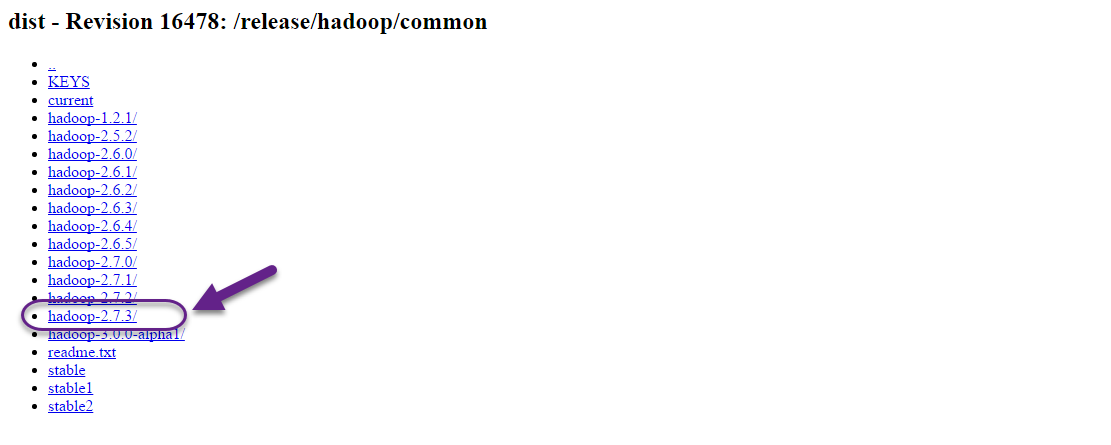 dist - Revision 16478: /release/hadoop/common
..
KEYS
current
hadoop-1.2.1/
hadoop-2.5.2/
hadoop-2.6.0/
hadoop-2.6.1/
hadoop-2.6.2/
hadoop-2.6.3/
hadoop-2.6.4/
hadoop-2.6.5/
hadoop-2.7.0/
hadoop-2.7.1/
hadoop-2.7.2/
hadoop-2.7.3/
hadoop-3.0.0-alpha1/
readme.txt
stable
stable1
stable2